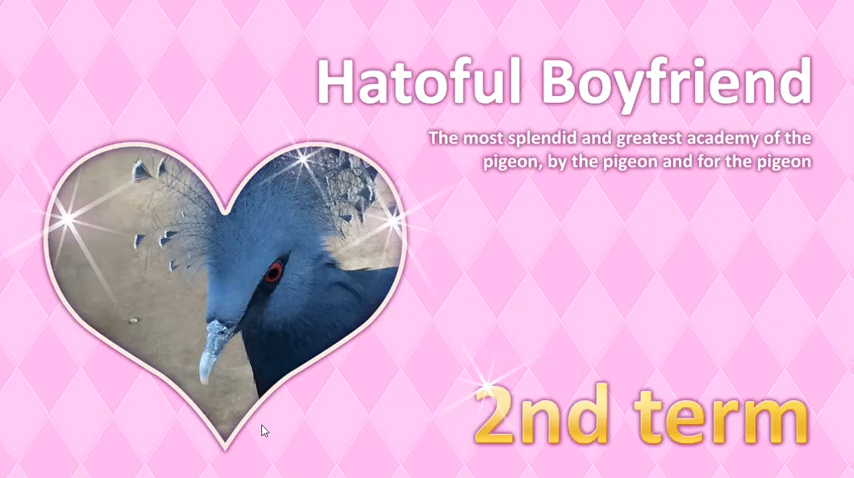 Hatoful Boyfriend
The most splendid and greatest academy of the
pigeon, by the pigeon and for the pigeon
2nd term